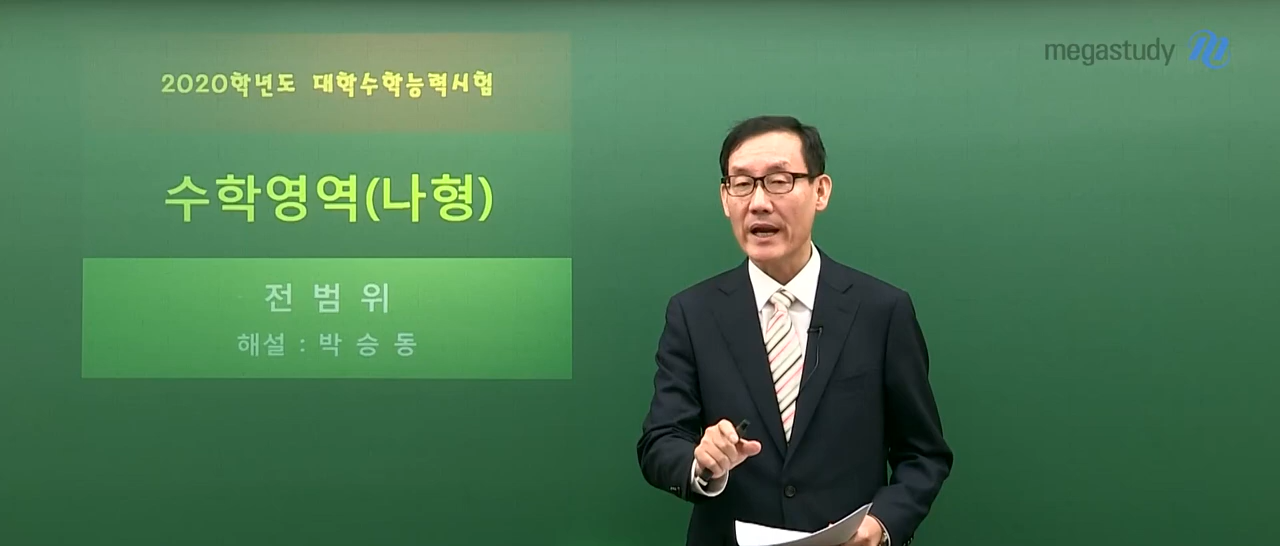 megastudy
2020학년도 대학수학능력시험
수학영역(나형)
전 범 위
해설 : 박 승 동